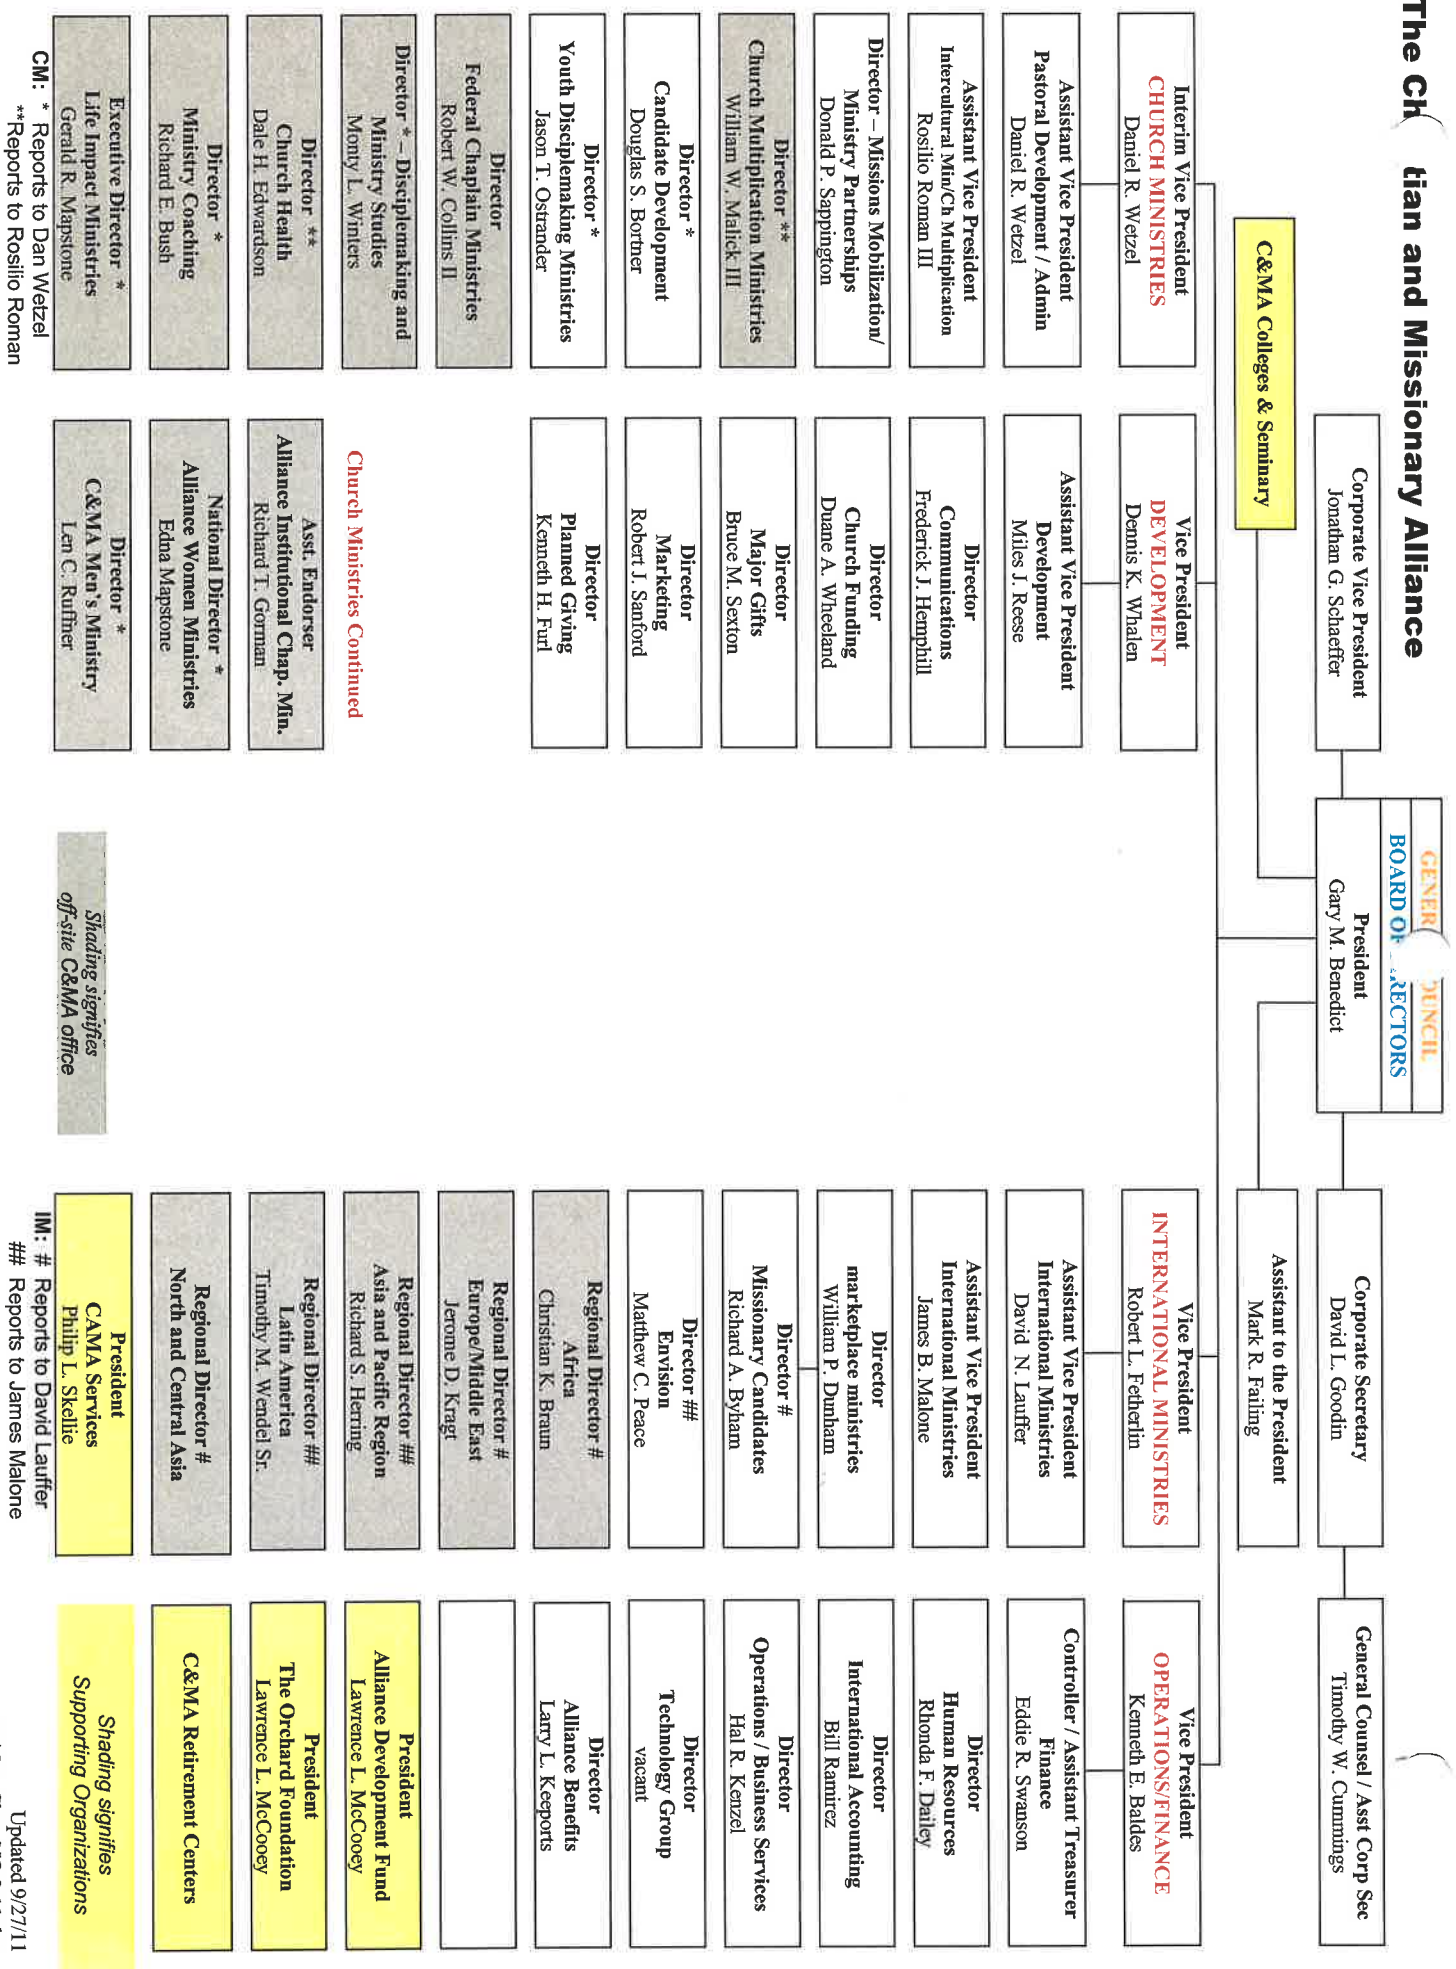 The Ch tian and Missionary Alliance
GENER OUNCIL
BOARD OF RECTORS
President
Gary M. Benedict
Corporate Vice President
Jonathan G. Schaeffer
Corporate Secretary
David L. Goodin
General Counsel / Asst Corp Sec
Timothy W. Cummings
C&MA Colleges & Seminary
Assistant to the President
Mark R. Failing
Interim Vice President
CHURCH MINISTRIES
Daniel R. Wetzel
Assistant Vice President
Pastoral Development / Admin
Daniel R. Wetzel
Assistant Vice President
Intercultural Min/Ch Multiplication
Rosilio Roman III
Director – Missions Mobilization/
Ministry Partnerships
Donald P. Sappington
Director **
Church Multiplication Ministries
William W. Malick III
Director *
Candidate Development
Douglas S. Bortner
Director *
Youth Disciplemaking Ministries
Jason T. Ostrander
Director
Federal Chaplain Ministries
Robert W. Collins II
Director * – Disciplemaking and
Ministry Studies
Monty L. Winters
Director **
Church Health
Dale H. Edwardson
Director *
Ministry Coaching
Richard E. Bush
Executive Director *
Life Impact Ministries
Gerald R. Mapstone
CM: * Reports to Dan Wetzel
**Reports to Rosilio Roman
Vice President
DEVELOPMENT
Dennis K. Whalen
Assistant Vice President
Development
Miles J. Reese
Director
Communications
Frederick J. Hemphill
Director
Church Funding
Duane A. Wheeland
Director
Major Gifts
Bruce M. Sexton
Director
Marketing
Robert J. Sanford
Director
Planned Giving
Kenneth H. Furl
Church Ministries Continued
Asst. Endorser
Alliance Institutional Chap. Min.
Richard T. Gorman
National Director *
Alliance Women Ministries
Edna Mapstone
Director *
C&MA Men's Ministry
Len C. Ruffner
Shading signifies
off-site C&MA office
Vice President
INTERNATIONAL MINISTRIES
Robert L. Fetherlin
Assistant Vice President
International Ministries
David N. Lauffer
Assistant Vice President
International Ministries
James B. Malone
Director
marketplace ministries
William P. Dunham
Director #
Missionary Candidates
Richard A. Byham
Director ##
Envision
Matthew C. Peace
Regional Director #
Africa
Christian K. Braun
Regional Director #
Europe/Middle East
Jerome D. Kragt
Regional Director ##
Asia and Pacific Region
Richard S. Herring
Regional Director ##
Latin America
Timothy M. Wendel Sr.
Regional Director #
North and Central Asia
President
CAMA Services
Philip L. Skellie
IM: # Reports to David Lauffer
## Reports to James Malone
Vice President
OPERATIONS/FINANCE
Kenneth E. Baldes
Controller / Assistant Treasurer
Finance
Eddie R. Swanson
Director
Human Resources
Rhonda F. Dailey
Director
International Accounting
Bill Ramirez
Director
Operations / Business Services
Hal R. Kenzel
Director
Technology Group
vacant
Director
Alliance Benefits
Larry L. Keeports
President
Alliance Development Fund
Lawrence L. McCooey
President
The Orchard Foundation
Lawrence L. McCooey
C&MA Retirement Centers
Shading signifies
Supporting Organizations
Updated 9/27/11